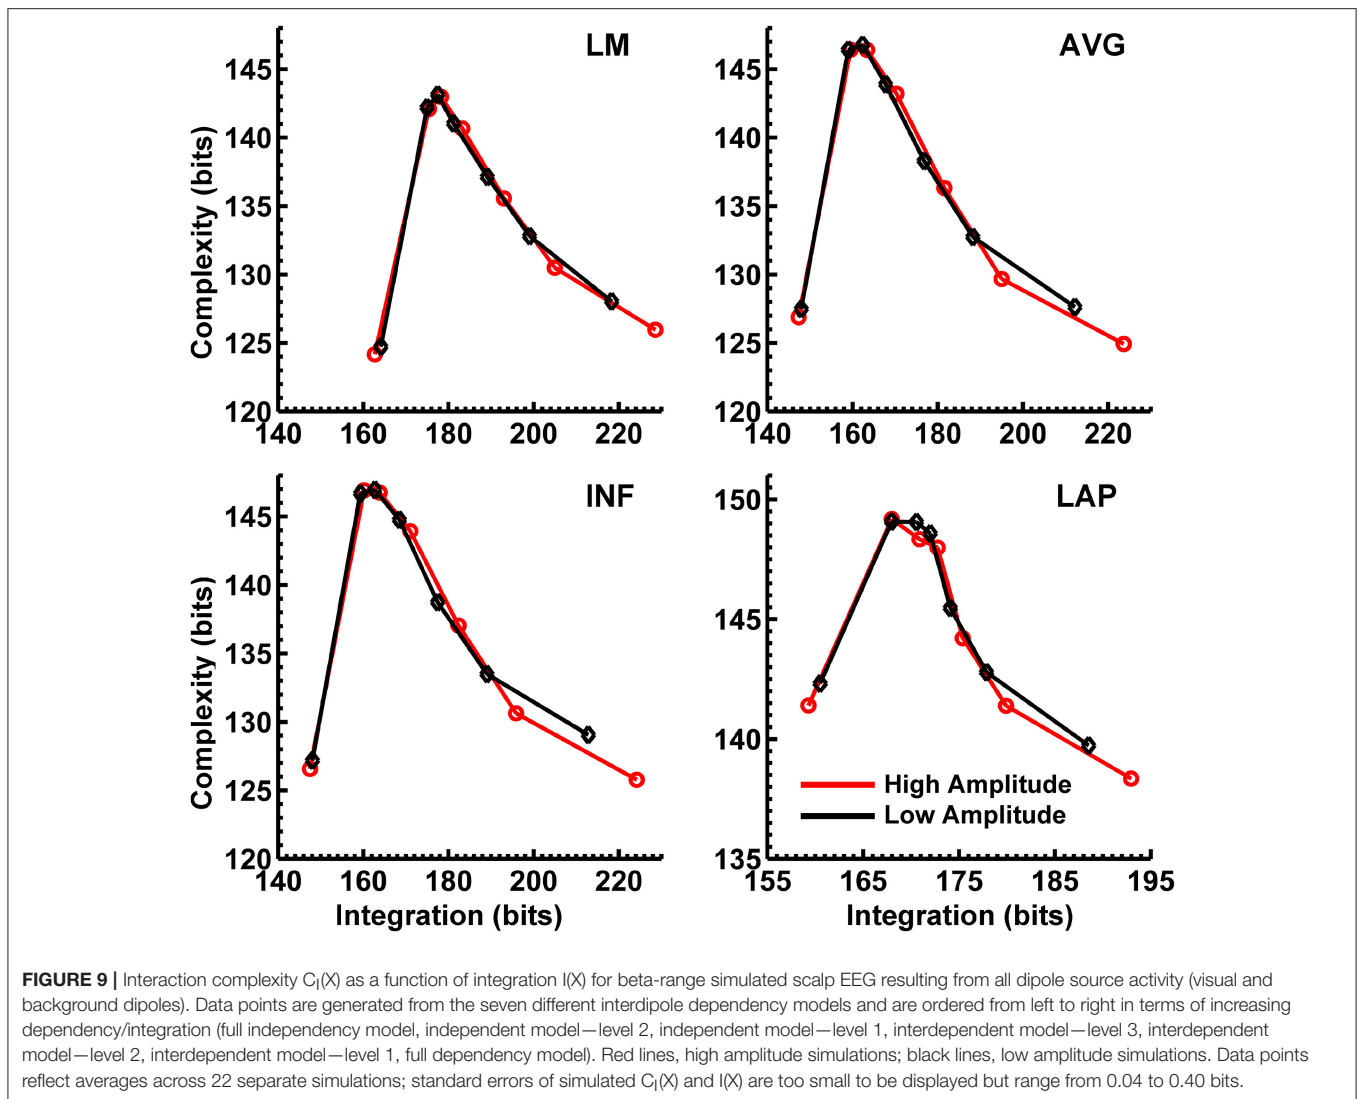 LM
145
140
135
130
125
120
Complexity (bits)
140 160 180 200 220
AVG
145
140
135
130
125
120
140 160 180 200 220
INF
145
140
135
130
125
120
Complexity (bits)
140 160 180 200 220
Integration (bits)
LAP
150
145
140
135
High Amplitude
Low Amplitude
155 165 175 185 195
Integration (bits)
FIGURE 9 | Interaction complexity CI(X) as a function of integration I(X) for beta-range simulated scalp EEG resulting from all dipole source activity (visual and
background dipoles). Data points are generated from the seven different interdipole dependency models and are ordered from left to right in terms of increasing
dependency/integration (full independency model, independent model—level 2, independent model—level 1, interdependent model—level 3, interdependent
model—level 2, interdependent model—level 1, full dependency model). Red lines, high amplitude simulations; black lines, low amplitude simulations. Data points
reflect averages across 22 separate simulations; standard errors of simulated CI(X) and I(X) are too small to be displayed but range from 0.04 to 0.40 bits.